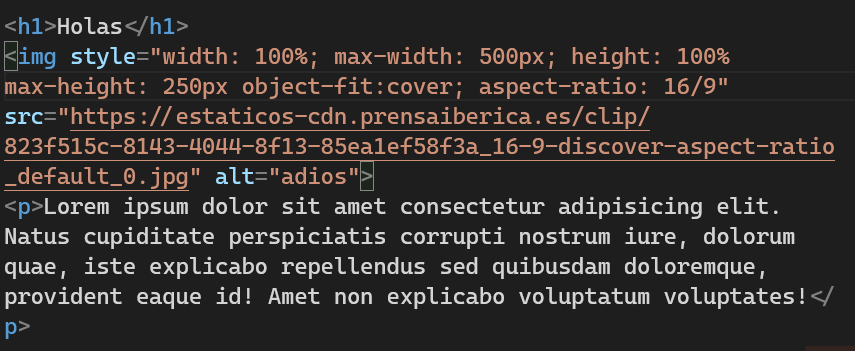 <h1>Holas</h1>
<img style="width: 100%; max-width: 500px; height: 100%
max-height: 250px object-fit:cover; aspect-ratio: 16/9"
src="https://estaticos-cdn.prensaiberica.es/clip/
823f515c-8143-4044-8f13-85ea1ef58f3a_16-9-discover-aspect-ratio
_default_0.jpg" alt="adios">
<p>Lorem ipsum dolor sit amet consectetur adipisicing elit.
Natus cupiditate perspiciatis corrupti nostrum iure, dolorum
quae, iste explicabo repellendus sed quibusdam doloremque,
provident eaque id! Amet non explicabo voluptatum voluptates!</
p>